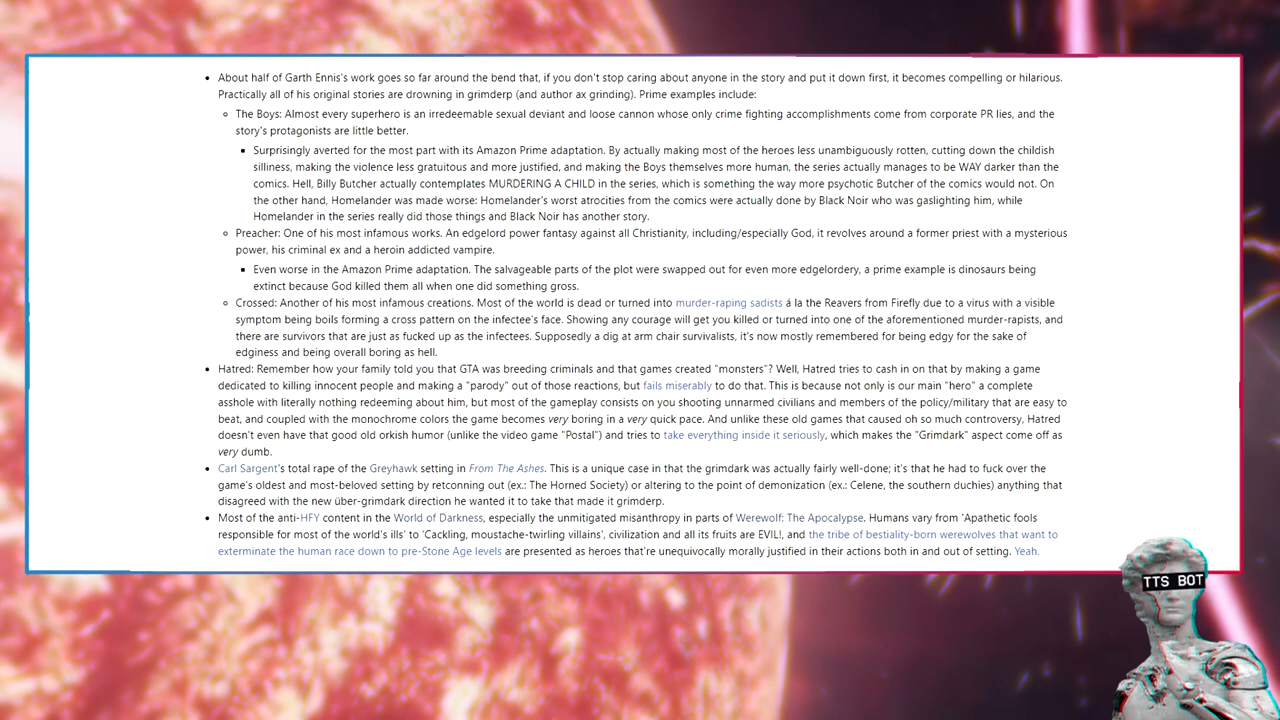 About half of Garth Ennis's work goes so far around the bend that, if you don't stop caring about anyone in the story and put it down first, it becomes compelling or hilarious.
Practically all of his original stories are drowning in grimderp (and author ax grinding). Prime examples include:
The Boys: Almost every superhero is an irredeemable sexual deviant and loose cannon whose only crime fighting accomplishments come from corporate PR lies, and the
story's protagonists are little better.
Surprisingly averted for the most part with its Amazon Prime adaptation. By actually making most of the heroes less unambiguously rotten, cutting down the childish
silliness, making the violence less gratuitous and more justified, and making the Boys themselves more human, the series actually manages to be WAY darker than the
comics. Hell, Billy Butcher actually contemplates MURDERING A CHILD in the series, which is something the way more psychotic Butcher of the comics would not. On
the other hand, Homelander was made worse: Homelander's worst atrocities from the comics were actually done by Black Noir who was gaslighting him, while
Homelander in the series really did those things and Black Noir has another story.
Preacher: One of his most infamous works. An edgelord power fantasy against all Christianity, including/especially God, it revolves around a former priest with a mysterious
power, his criminal ex and a heroin addicted vampire.
Even worse in the Amazon Prime adaptation. The salvageable parts of the plot were swapped out for even more edgelordery, a prime example is dinosaurs being
extinct because God killed them all when one did something gross.
Crossed: Another of his most infamous creations. Most of the world is dead or turned into murder-raping sadists á la the Reavers from Firefly due to a virus with a visible
symptom being boils forming a cross pattern on the infectee's face. Showing any courage will get you killed or turned into one of the aforementioned murder-rapists, and
there are survivors that are just as fucked up as the infectees. Supposedly a dig at arm chair survivalists, it's now mostly remembered for being edgy for the sake of
edginess and being overall boring as hell.
Hatred: Remember how your family told you that GTA was breeding criminals and that games created "monsters"? Well, Hatred tries to cash in on that by making a game
dedicated to killing innocent people and making a "parody" out of those reactions, but fails miserably to do that. This is because not only is our main "hero" a complete
asshole with literally nothing redeeming about him, but most of the gameplay consists on you shooting unarmed civilians and members of the policy/military that are easy to
beat, and coupled with the monochrome colors the game becomes very boring in a very quick pace. And unlike these old games that caused oh so much controversy, Hatred
doesn't even have that good old orkish humor (unlike the video game "Postal") and tries to take everything inside it seriously, which makes the "Grimdark" aspect come off as
very dumb.
Carl Sargent's total rape of the Greyhawk setting in From The Ashes. This is a unique case in that the grimdark was actually fairly well-done; it's that he had to fuck over the
game's oldest and most-beloved setting by retconning out (ex.: The Horned Society) or altering to the point of demonization (ex.: Celene, the southern duchies) anything that
disagreed with the new über-grimdark direction he wanted it to take that made it grimderp.
Most of the anti-HFY content in the World of Darkness, especially the unmitigated misanthropy in parts of Werewolf: The Apocalypse. Humans vary from 'Apathetic fools
responsible for most of the world's ills' to 'Cackling, moustache-twirling villains', civilization and all its fruits are EVIL!, and the tribe of bestiality-born werewolves that want to
exterminate the human race down to pre-Stone Age levels are presented as heroes that're unequivocally morally justified in their actions both in and out of setting. Yeah.
TTS BOT